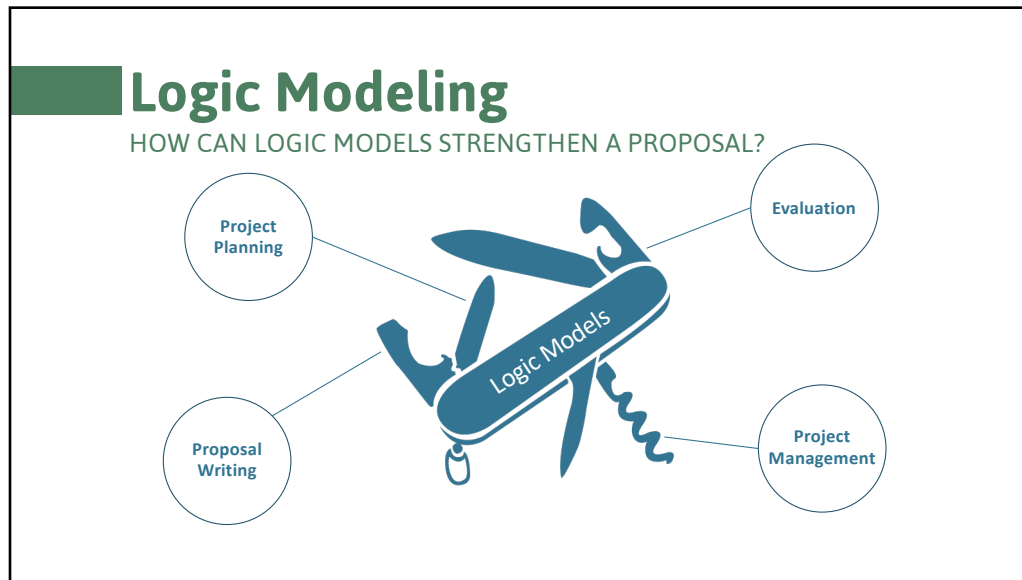 Logic Modeling
HOW CAN LOGIC MODELS STRENGTHEN A PROPOSAL?
Project
Planning
Evaluation
Logic Models
Proposal
Writing
Project
Management